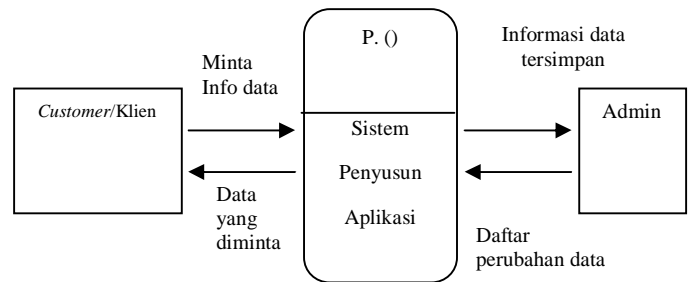 P. ()
Informasi data
tersimpan
Minta
Info data
Customer/Klien
Sistem
Penyusun
Aplikasi
Admin
Data
yang
diminta
Daftar
perubahan data